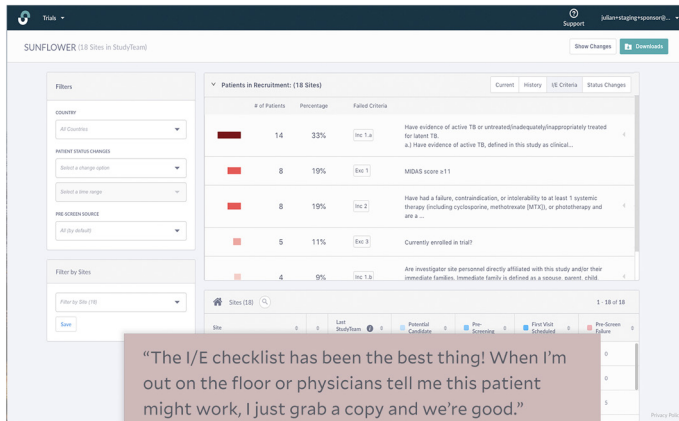 Trials
Support
julian+staging+sponsor@...
SUNFLOWER (18 Sites in StudyTeam)
Show Changes
Downloads
Filters
COUNTRY
All Countries
PATIENT STATUS CHANGES
Select a change option
Select a time range
PRE-SCREEN SOURCE
All (by default)
Filter by Sites
Filter by Site (18)
Save
Patients in Recruitment: (18 Sites)
Current History I/E Criteria Status Changes
# of Patients Percentage Failed Criteria
14 33% Inc 1.a Have evidence of active TB or untreated/inadequately/inappropriately treated
for latent TB.
a.) Have evidence of active TB, defined in this study as clinical...
8 19% Exc 1 MIDAS score ≥11
8 19% Inc 2 Have had a failure, contraindication, or intolerability to at least 1 systemic
therapy (including cyclosporine, methotrexate [MTX]), or phototherapy and
are a ...
5 11% Exc 3 Currently enrolled in trial?
4 9% Inc 1.b Are investigator site personnel directly affiliated with this study and/or their
immediate families. Immediate family is defined as a spouse, parent, child,
Sites (18)
1 - 18 of 18
Site
Last
StudyTeam
Potential
Candidate
Pre-
Screening
First Visit
Scheduled
Pre-Screen
Failure
0
0
5
“The I/E checklist has been the best thing! When I’m
out on the floor or physicians tell me this patient
might work, I just grab a copy and we’re good.”
Privacy Polic